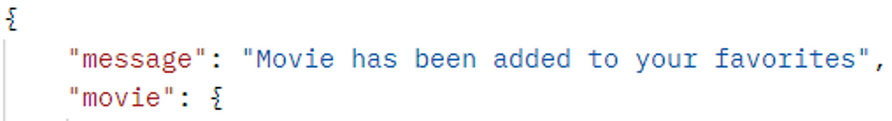 {
"message": "Movie has been added to your favorites",
"movie": {